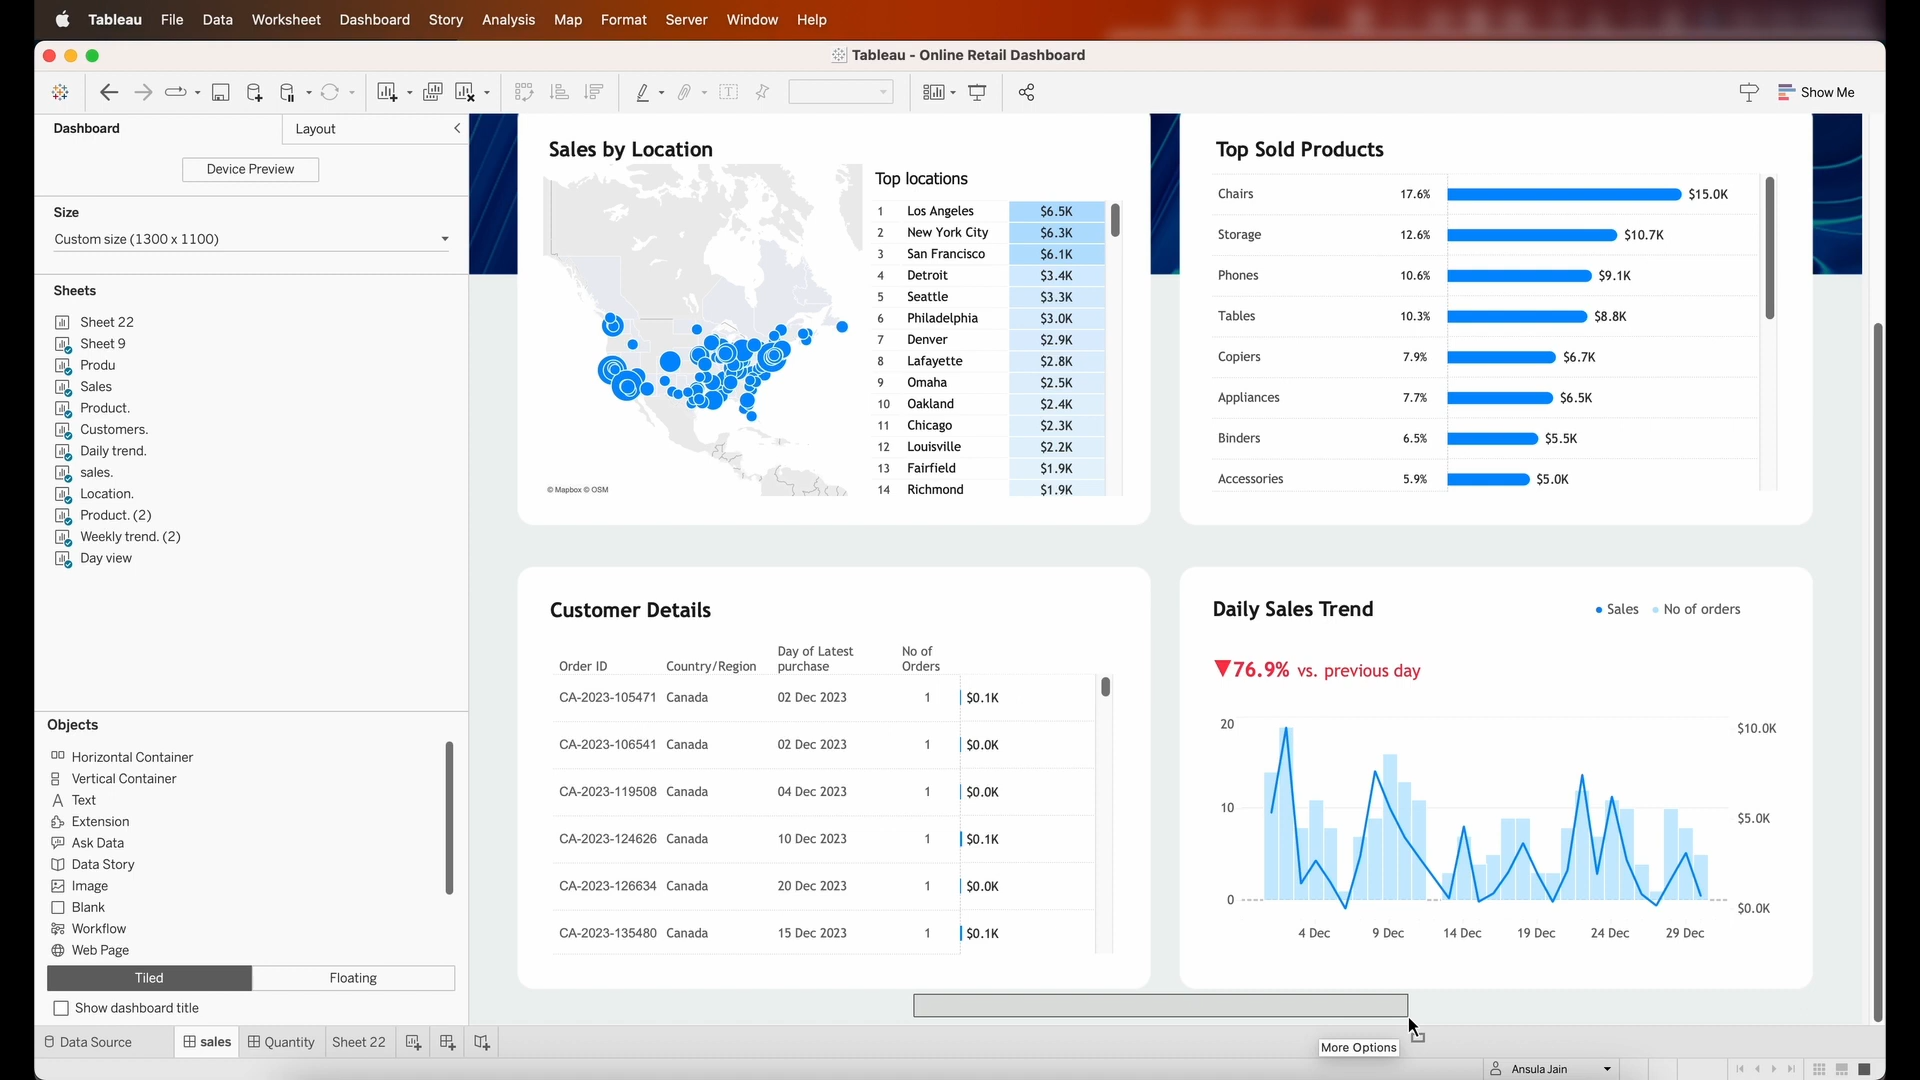 Tableau File Data Worksheet Dashboard Story Analysis Map Format Server Window Help
Tableau - Online Retail Dashboard
Show Me
Dashboard
Layout
Device Preview
Size
Custom size (1300 x 1100)
Sheets
Sheet 22
Sheet 9
Produ
Sales
Product.
Customers.
Daily trend.
sales.
Location.
Product. (2)
Weekly trend. (2)
Day view
Objects
Horizontal Container
Vertical Container
Text
Extension
Ask Data
Data Story
Image
Blank
Workflow
Web Page
Tiled Floating
Show dashboard title
Sales by Location
Top locations
1 Los Angeles $6.5K
2 New York City $6.3K
3 San Francisco $6.1K
4 Detroit $3.4K
5 Seattle $3.3K
6 Philadelphia $3.0K
7 Denver $2.9K
8 Lafayette $2.8K
9 Omaha $2.5K
10 Oakland $2.4K
11 Chicago $2.3K
12 Louisville $2.2K
13 Fairfield $1.9K
14 Richmond $1.9K
© Mapbox © OSM
Top Sold Products
Chairs 17.6% $15.0K
Storage 12.6% $10.7K
Phones 10.6% $9.1K
Tables 10.3% $8.8K
Copiers 7.9% $6.7K
Appliances 7.7% $6.5K
Binders 6.5% $5.5K
Accessories 5.9% $5.0K
Customer Details
Order ID Country/Region Day of Latest purchase No of Orders
CA-2023-105471 Canada 02 Dec 2023 1 $0.1K
CA-2023-106541 Canada 02 Dec 2023 1 $0.0K
CA-2023-119508 Canada 04 Dec 2023 1 $0.0K
CA-2023-124626 Canada 10 Dec 2023 1 $0.1K
CA-2023-126634 Canada 20 Dec 2023 1 $0.0K
CA-2023-135480 Canada 15 Dec 2023 1 $0.1K
Daily Sales Trend
Sales No of orders
▼76.9% vs. previous day
20 $10.0K
10 $5.0K
0 $0.0K
4 Dec 9 Dec 14 Dec 19 Dec 24 Dec 29 Dec
More Options
Data Source sales Quantity Sheet 22
Ansula Jain